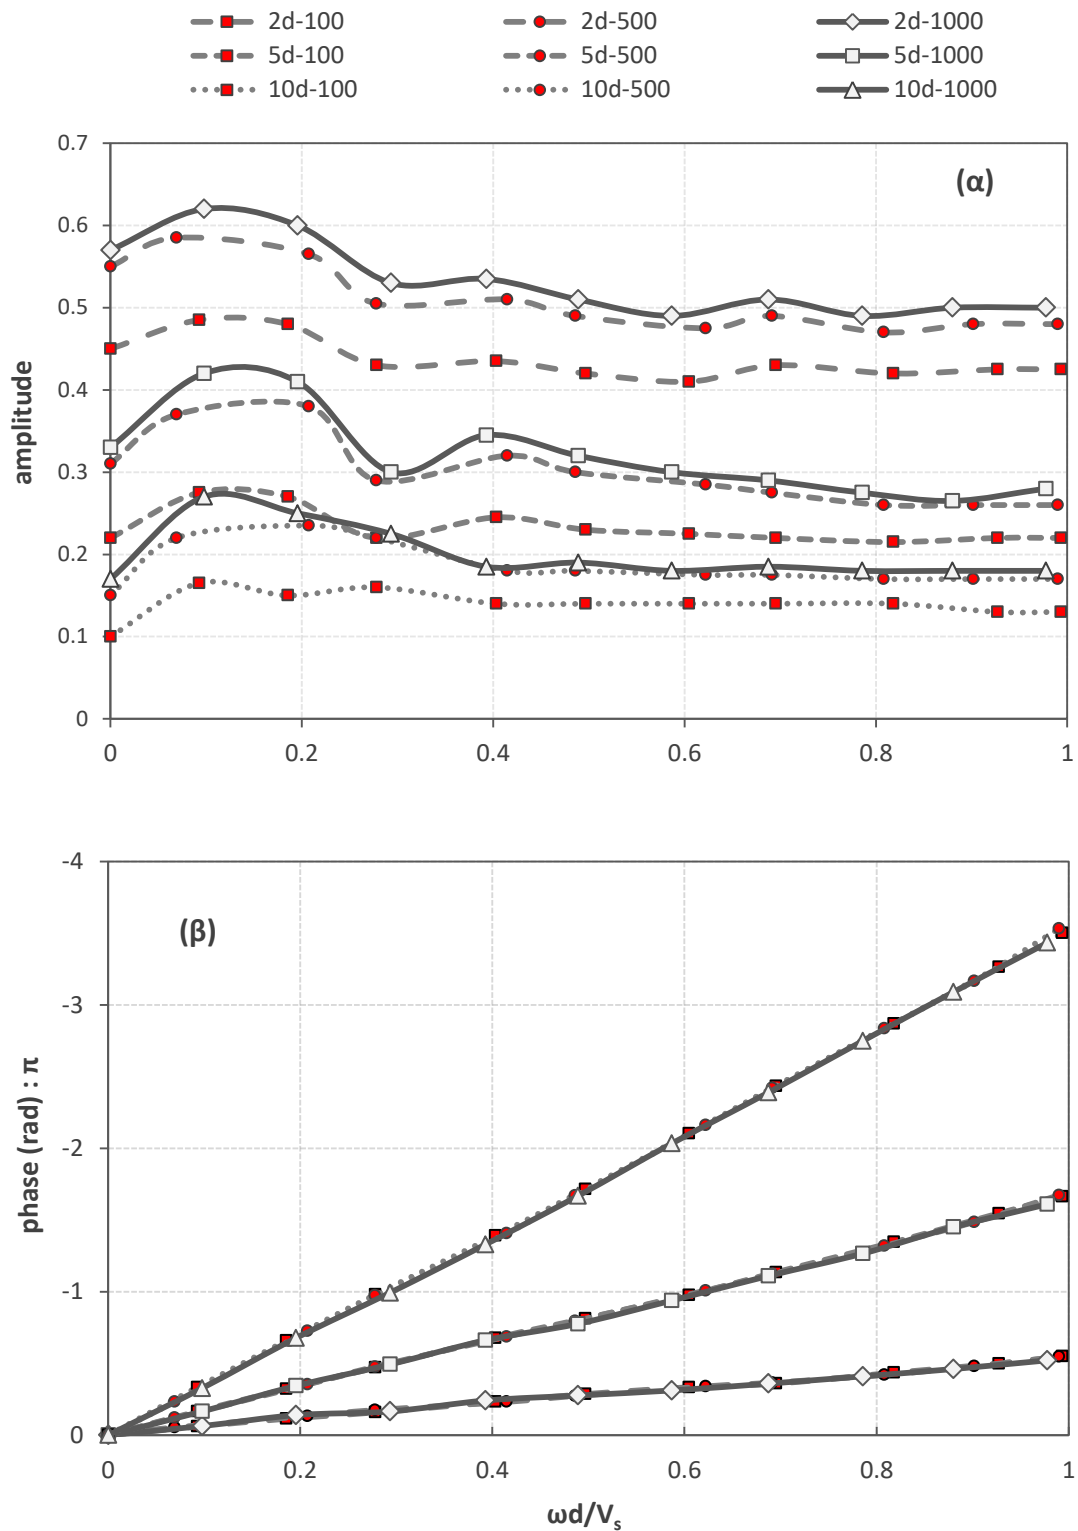 2d-100 2d-500 2d-1000
5d-100 5d-500 5d-1000
10d-100 10d-500 10d-1000
0.7
(α)
0.6
0.5
0.4
amplitude
0.3
0.2
0.1
0
0 0.2 0.4 0.6 0.8 1
-4
(β)
-3
phase (rad) : π
-2
-1
0
0 0.2 0.4 0.6 0.8 1
ωd/Vs